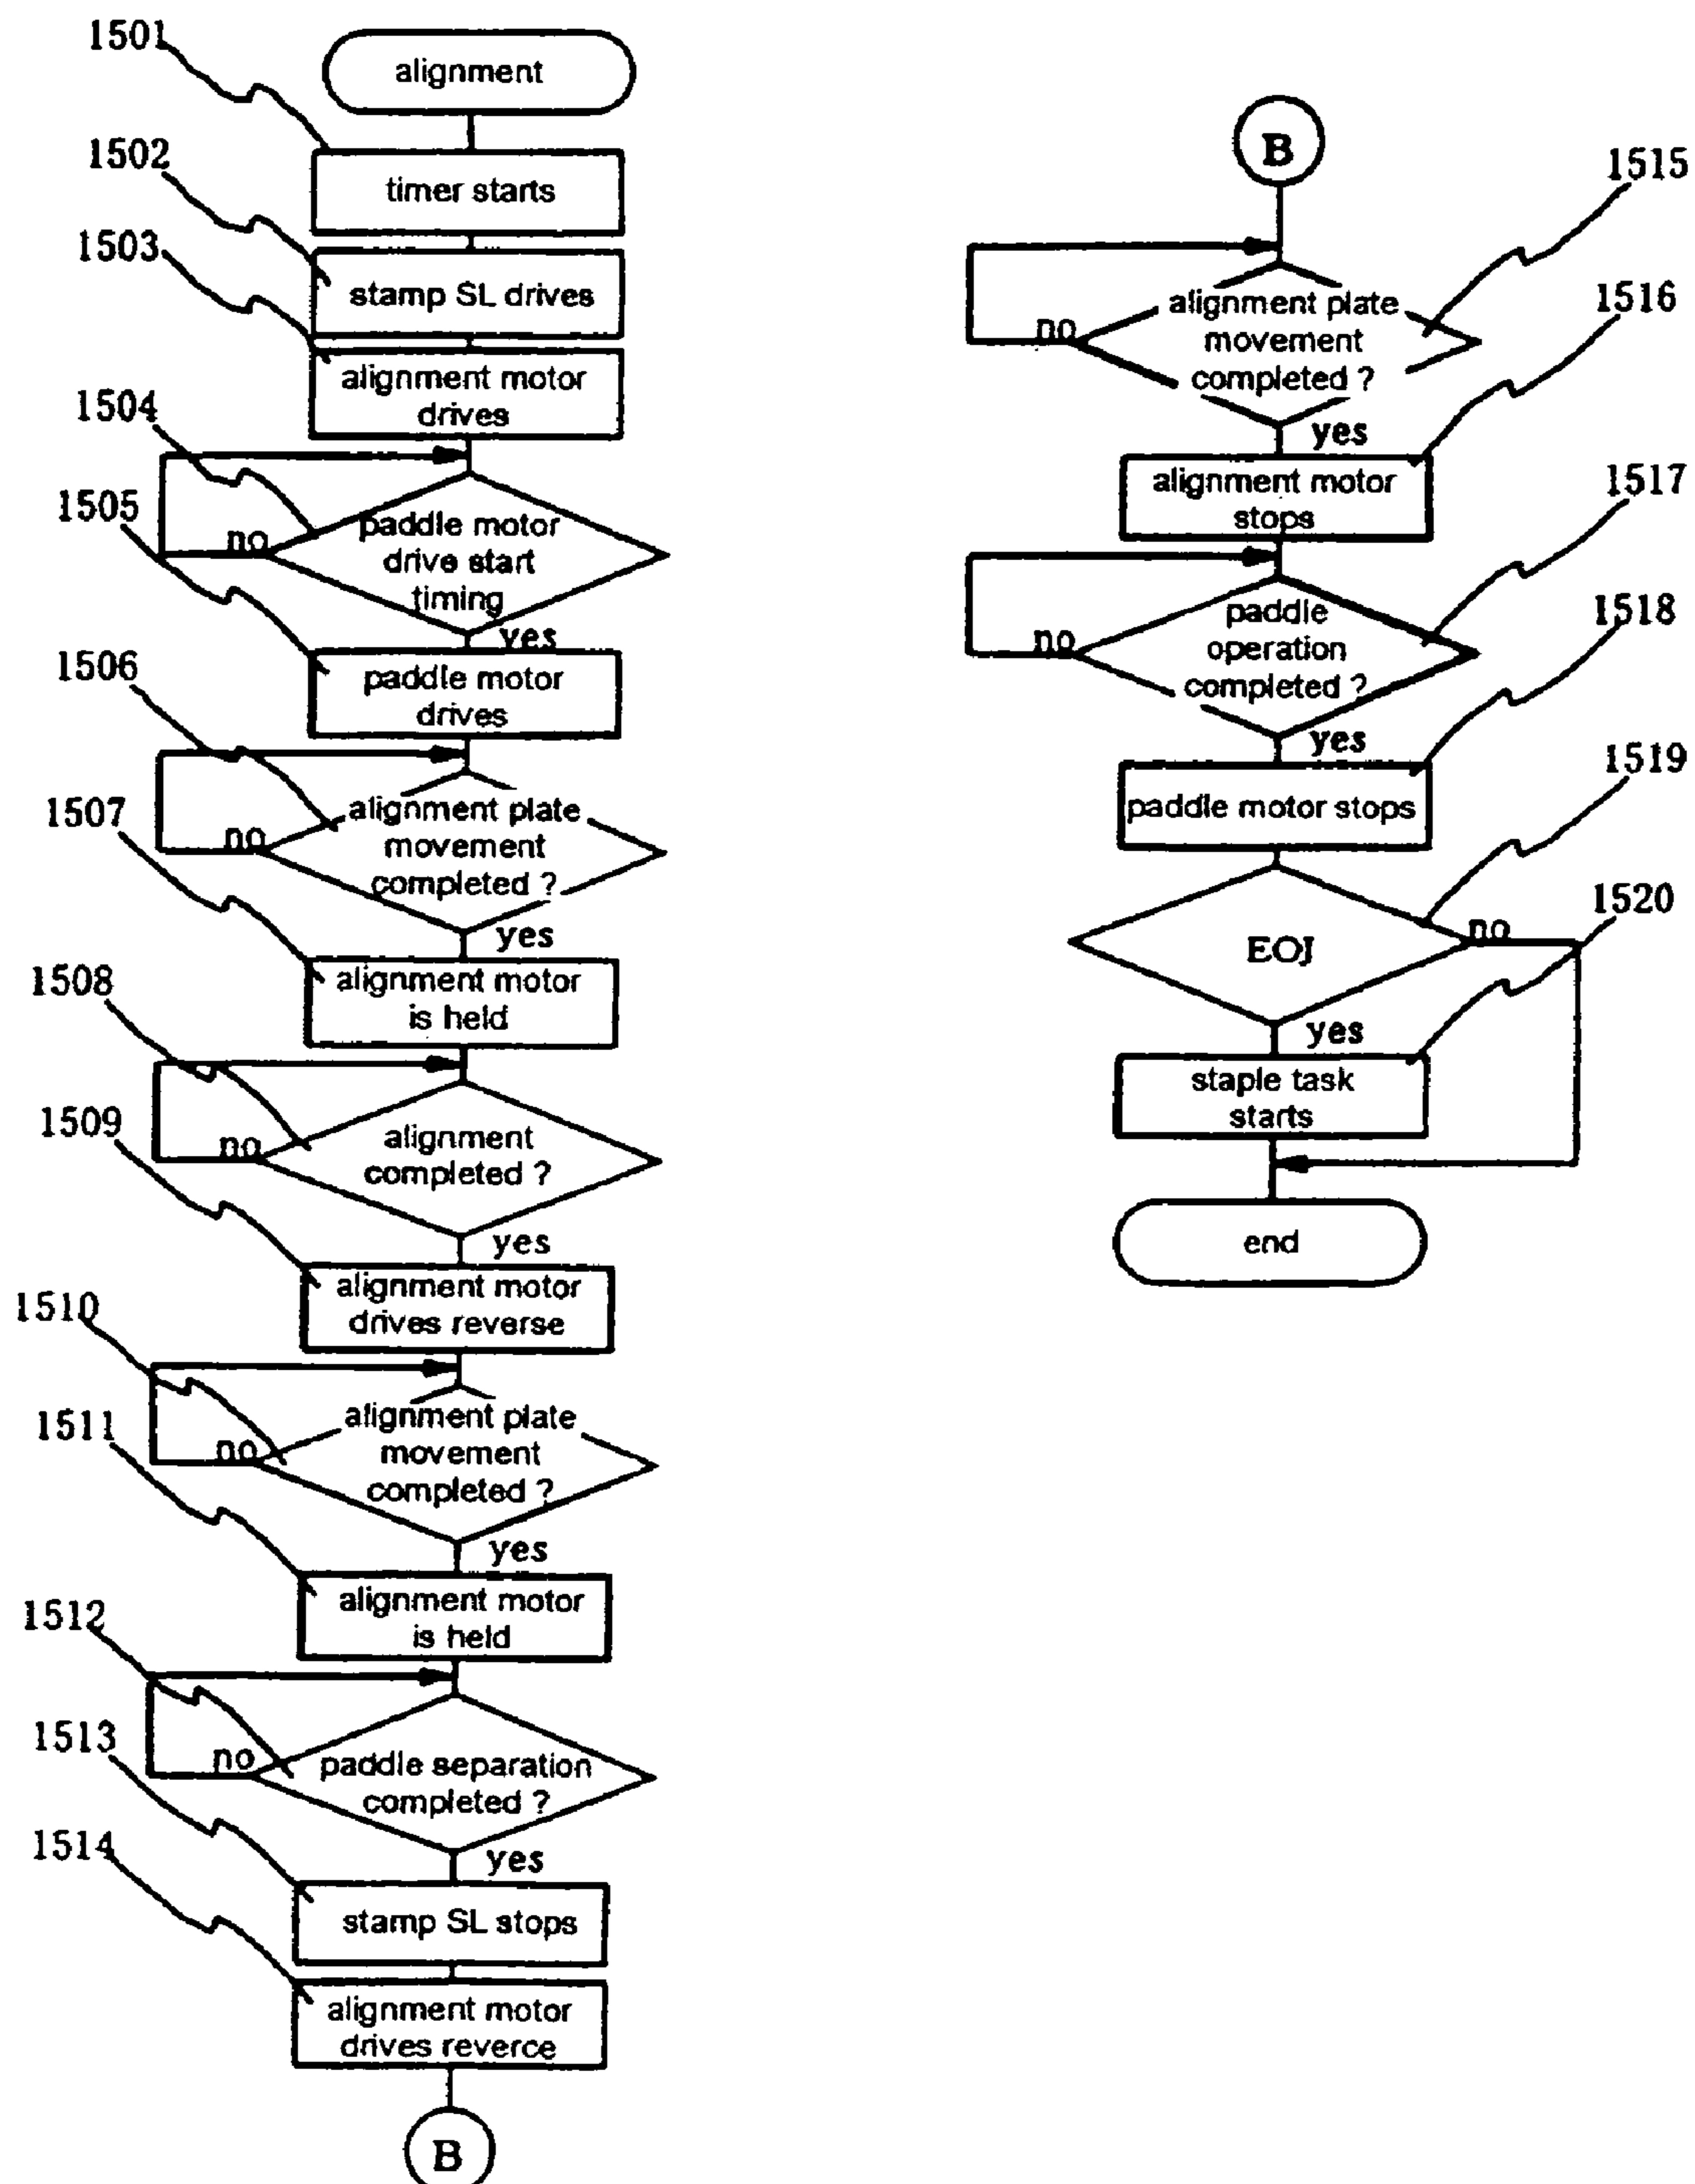 1501
alignment
1502
timer starts
1503
stamp SL drives
alignment motor
drives
1504
1505
no
paddle motor
drive start
timing
yes
1506
paddle motor
drives
1507
no
alignment plate
movement
completed ?
yes
1508
alignment motor
is held
1509
no
alignment
completed ?
yes
1510
alignment motor
drives reverse
1511
no
alignment plate
movement
completed ?
yes
1512
alignment motor
is held
1513
no
paddle separation
completed ?
yes
1514
stamp SL stops
alignment motor
drives reverce
B
B
1515
no
alignment plate
movement
completed ?
yes
1516
alignment motor
stops
1517
no
paddle
operation
completed ?
yes
1518
paddle motor stops
1519
EOJ
no
yes
1520
staple task
starts
end